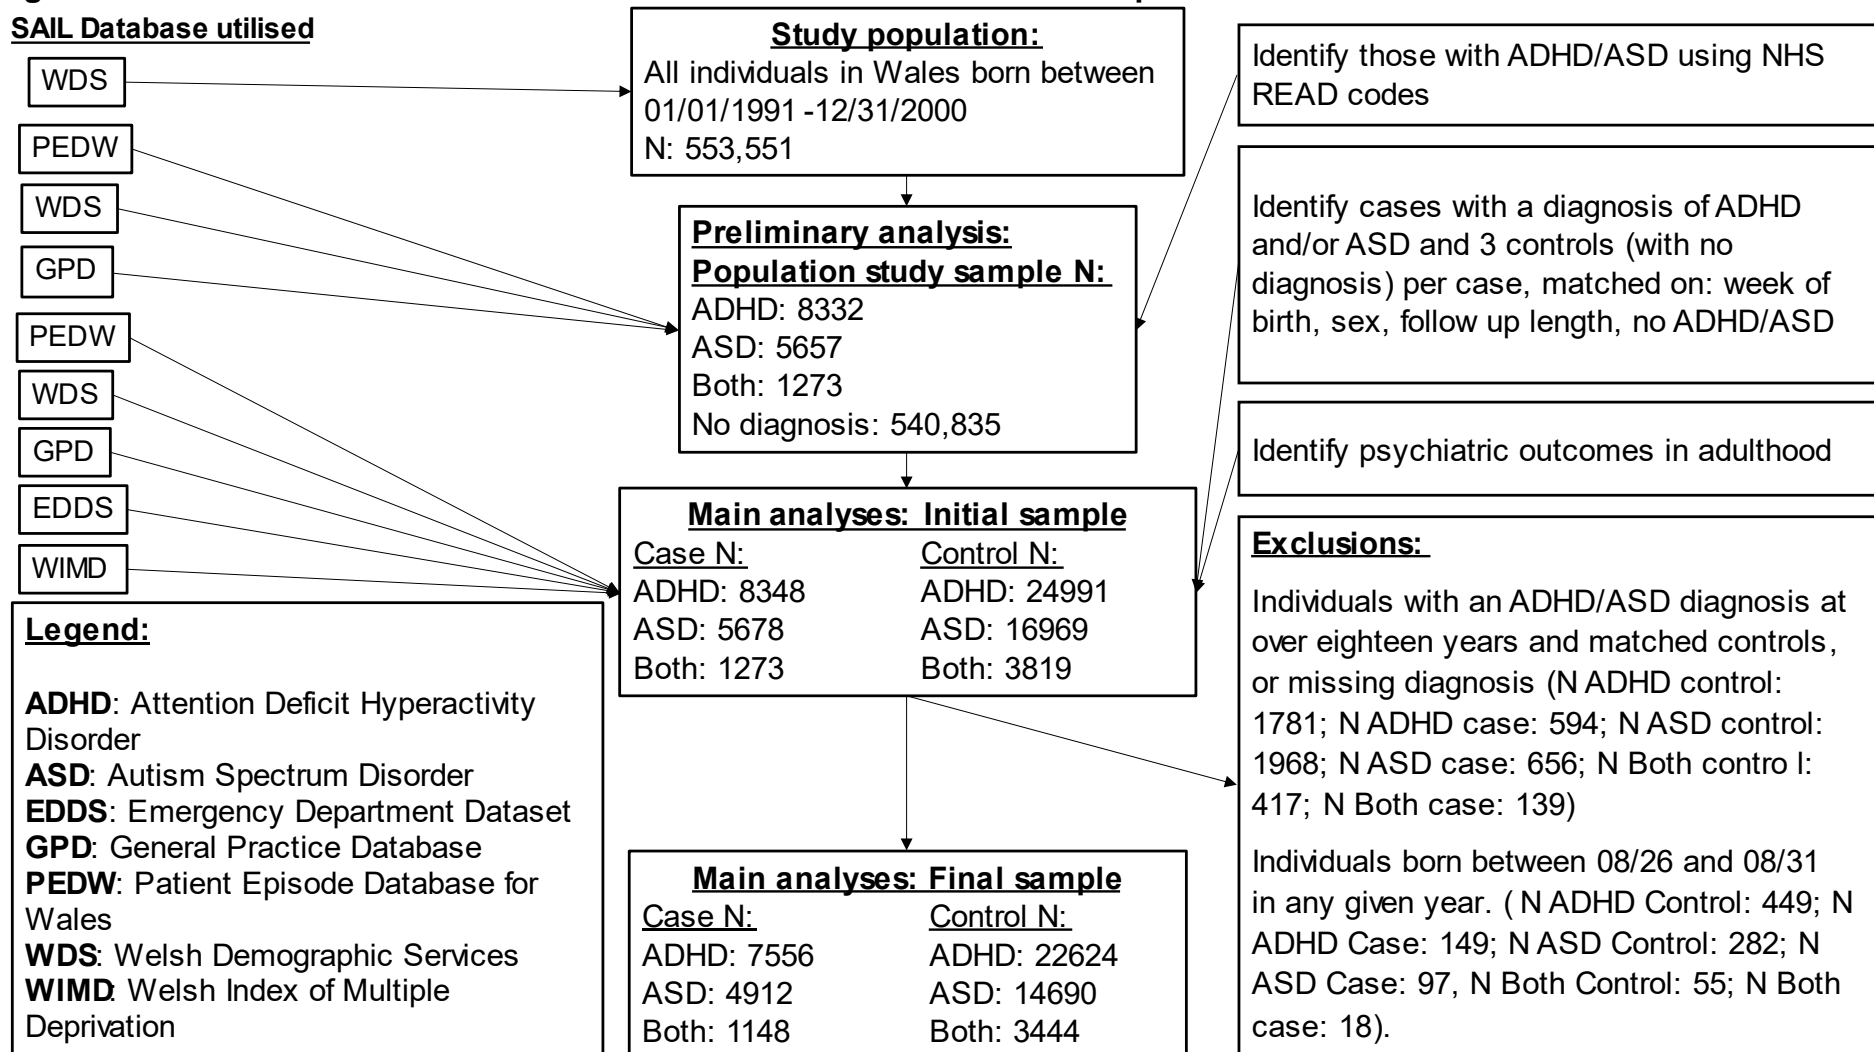 SAIL Database utilised
WDS
PEDW
WDS
GPD
PEDW
WDS
GPD
EDDS
WIMD
Legend:
ADHD: Attention Deficit Hyperactivity
Disorder
ASD: Autism Spectrum Disorder
EDDS: Emergency Department Dataset
GPD: General Practice Database
PEDW: Patient Episode Database for
Wales
WDS: Welsh Demographic Services
WIMD: Welsh Index of Multiple
Deprivation
Study population:
All individuals in Wales born between
01/01/1991 -12/31/2000
N: 553,551
Preliminary analysis:
Population study sample N:
ADHD: 8332
ASD: 5657
Both: 1273
No diagnosis: 540,835
Main analyses: Initial sample
Case N: Control N:
ADHD: 8348 ADHD: 24991
ASD: 5678 ASD: 16969
Both: 1273 Both: 3819
Main analyses: Final sample
Case N: Control N:
ADHD: 7556 ADHD: 22624
ASD: 4912 ASD: 14690
Both: 1148 Both: 3444
Identify those with ADHD/ASD using NHS
READ codes
Identify cases with a diagnosis of ADHD
and/or ASD and 3 controls (with no
diagnosis) per case, matched on: week of
birth, sex, follow up length, no ADHD/ASD
Identify psychiatric outcomes in adulthood
Exclusions:
Individuals with an ADHD/ASD diagnosis at
over eighteen years and matched controls,
or missing diagnosis (N ADHD control:
1781; N ADHD case: 594; N ASD control:
1968; N ASD case: 656; N Both contro l:
417; N Both case: 139)
Individuals born between 08/26 and 08/31
in any given year. ( N ADHD Control: 449; N
ADHD Case: 149; N ASD Control: 282; N
ASD Case: 97, N Both Control: 55; N Both
case: 18).